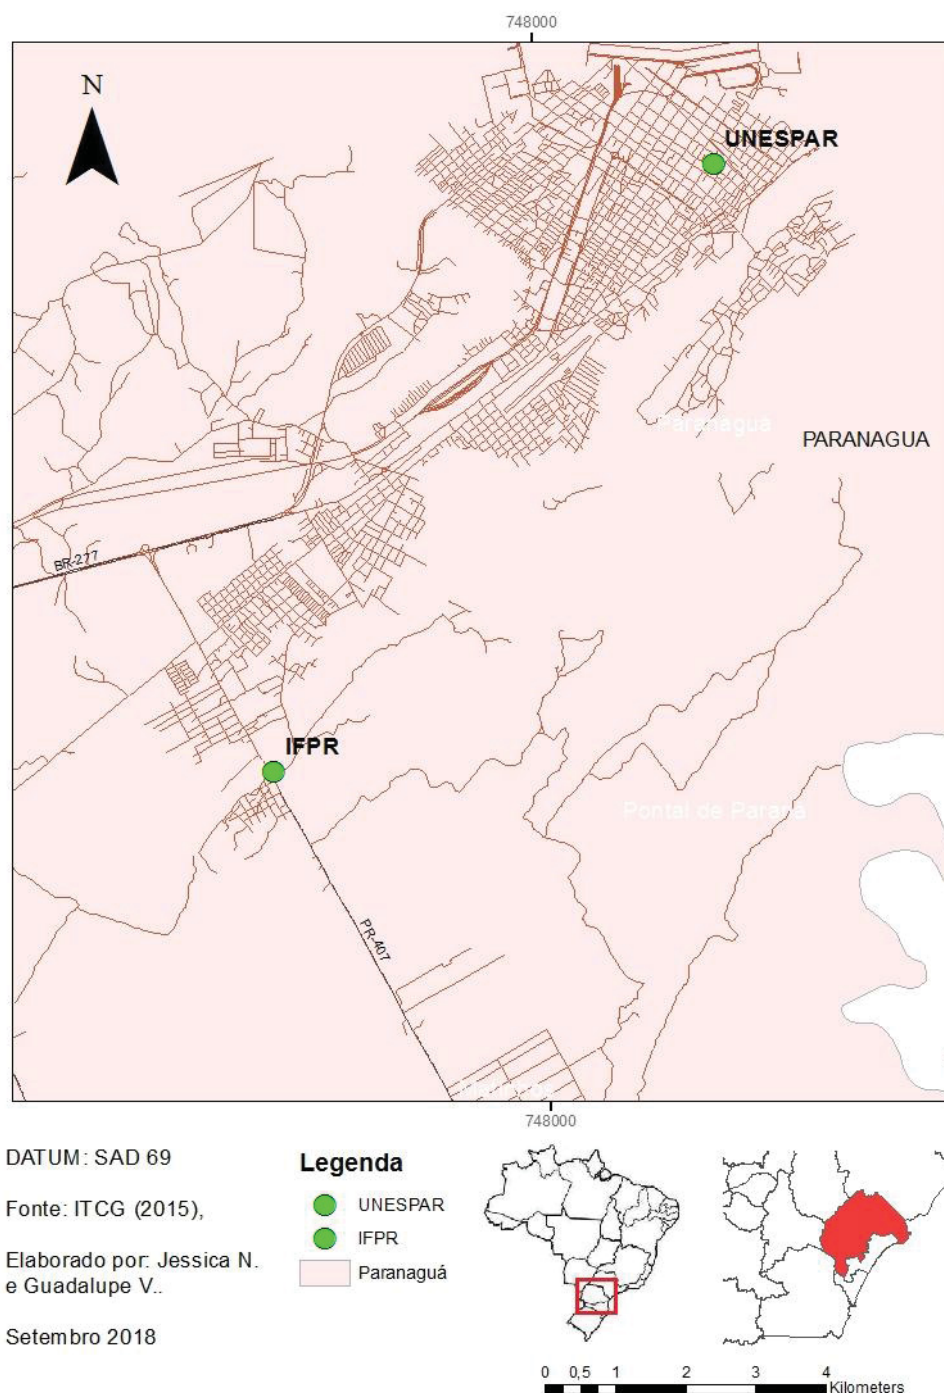 748000
N
UNESPAR
Paranaguá
PARANAGUA
BR-277
IFPR
Pontal de Paraná
PR-407
748000
DATUM: SAD 69
Fonte: ITCG (2015),
Elaborado por: Jessica N.
e Guadalupe V..
Setembro 2018
Legenda
UNESPAR
IFPR
Paranaguá
0 0,5 1 2 3 4
Kilometers